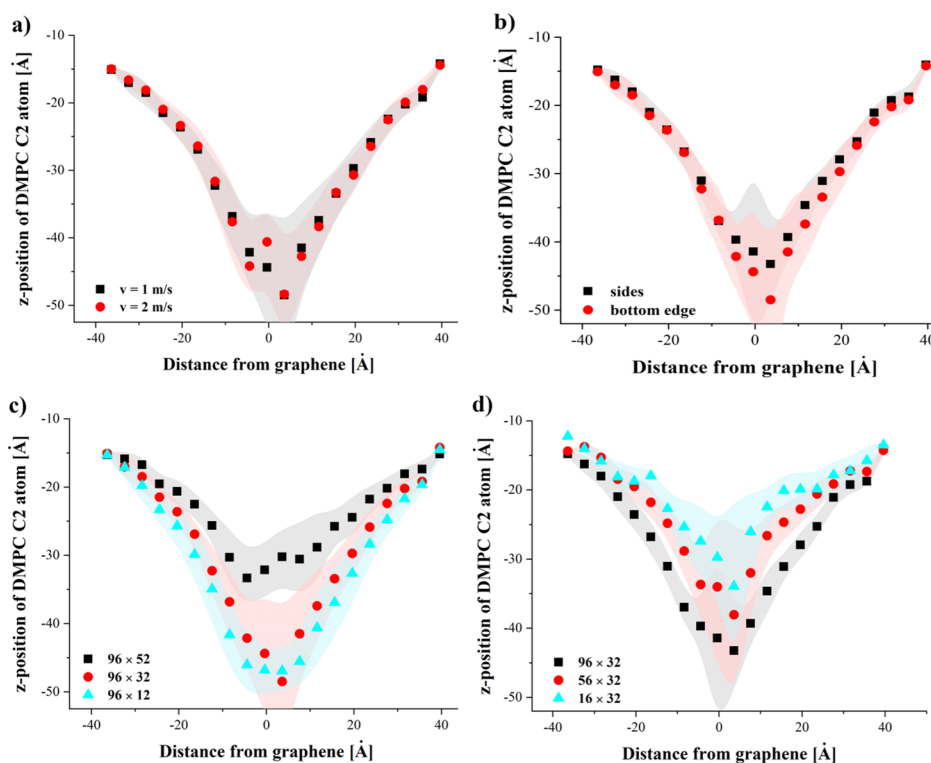 a)
-10
-20
-30
-40
-50
z-position of DMPC C2 atom [Å]
v = 1 m/s
v = 2 m/s
-40 -20 0 20 40
Distance from graphene [Å]
b)
-10
-20
-30
-40
-50
z-position of DMPC C2 atom [Å]
sides
bottom edge
-40 -20 0 20 40
Distance from graphene [Å]
c)
-10
-20
-30
-40
-50
z-position of DMPC C2 atom [Å]
96 × 52
96 × 32
96 × 12
-40 -20 0 20 40
Distance from graphene [Å]
d)
-10
-20
-30
-40
-50
z-position of DMPC C2 atom [Å]
96 × 32
56 × 32
16 × 32
-40 -20 0 20 40
Distance from graphene [Å]